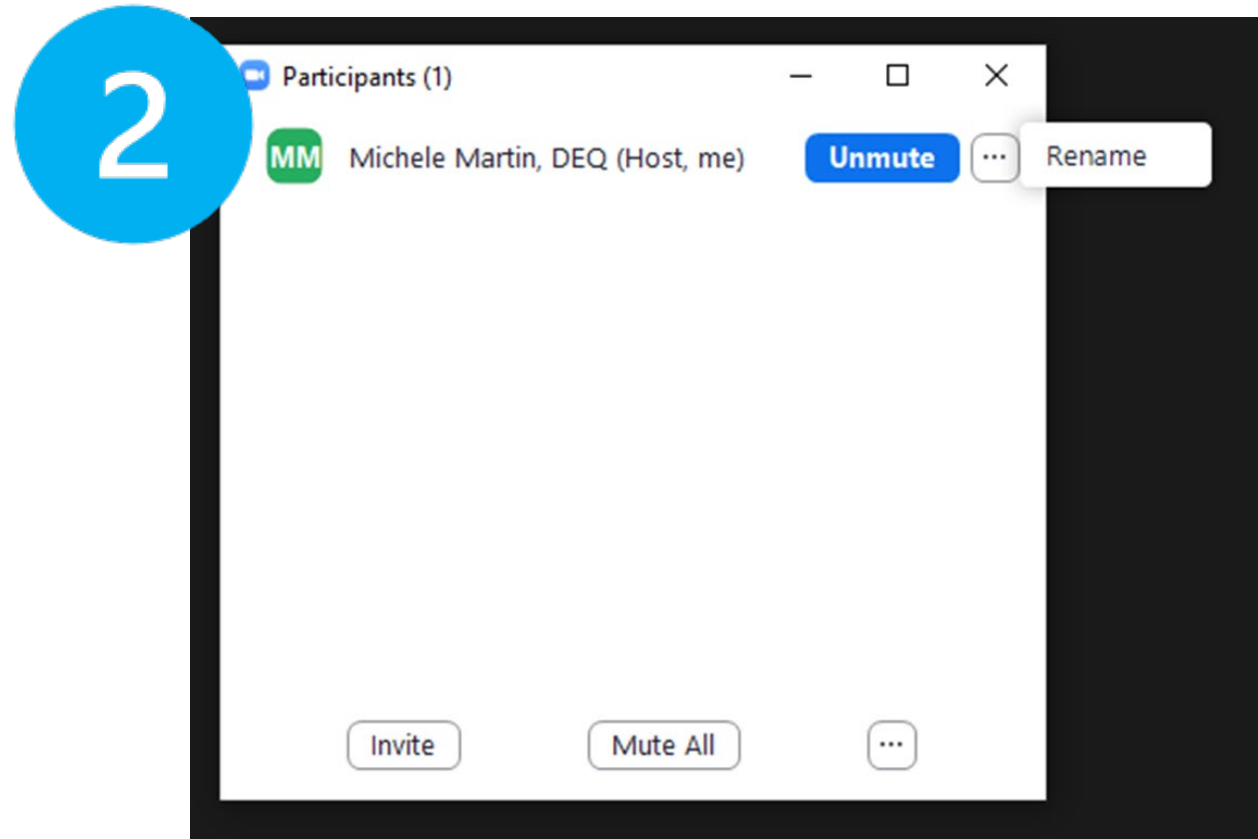 2
Participants (1)
MM Michele Martin, DEQ (Host, me) Unmute ... Rename
Invite Mute All ...